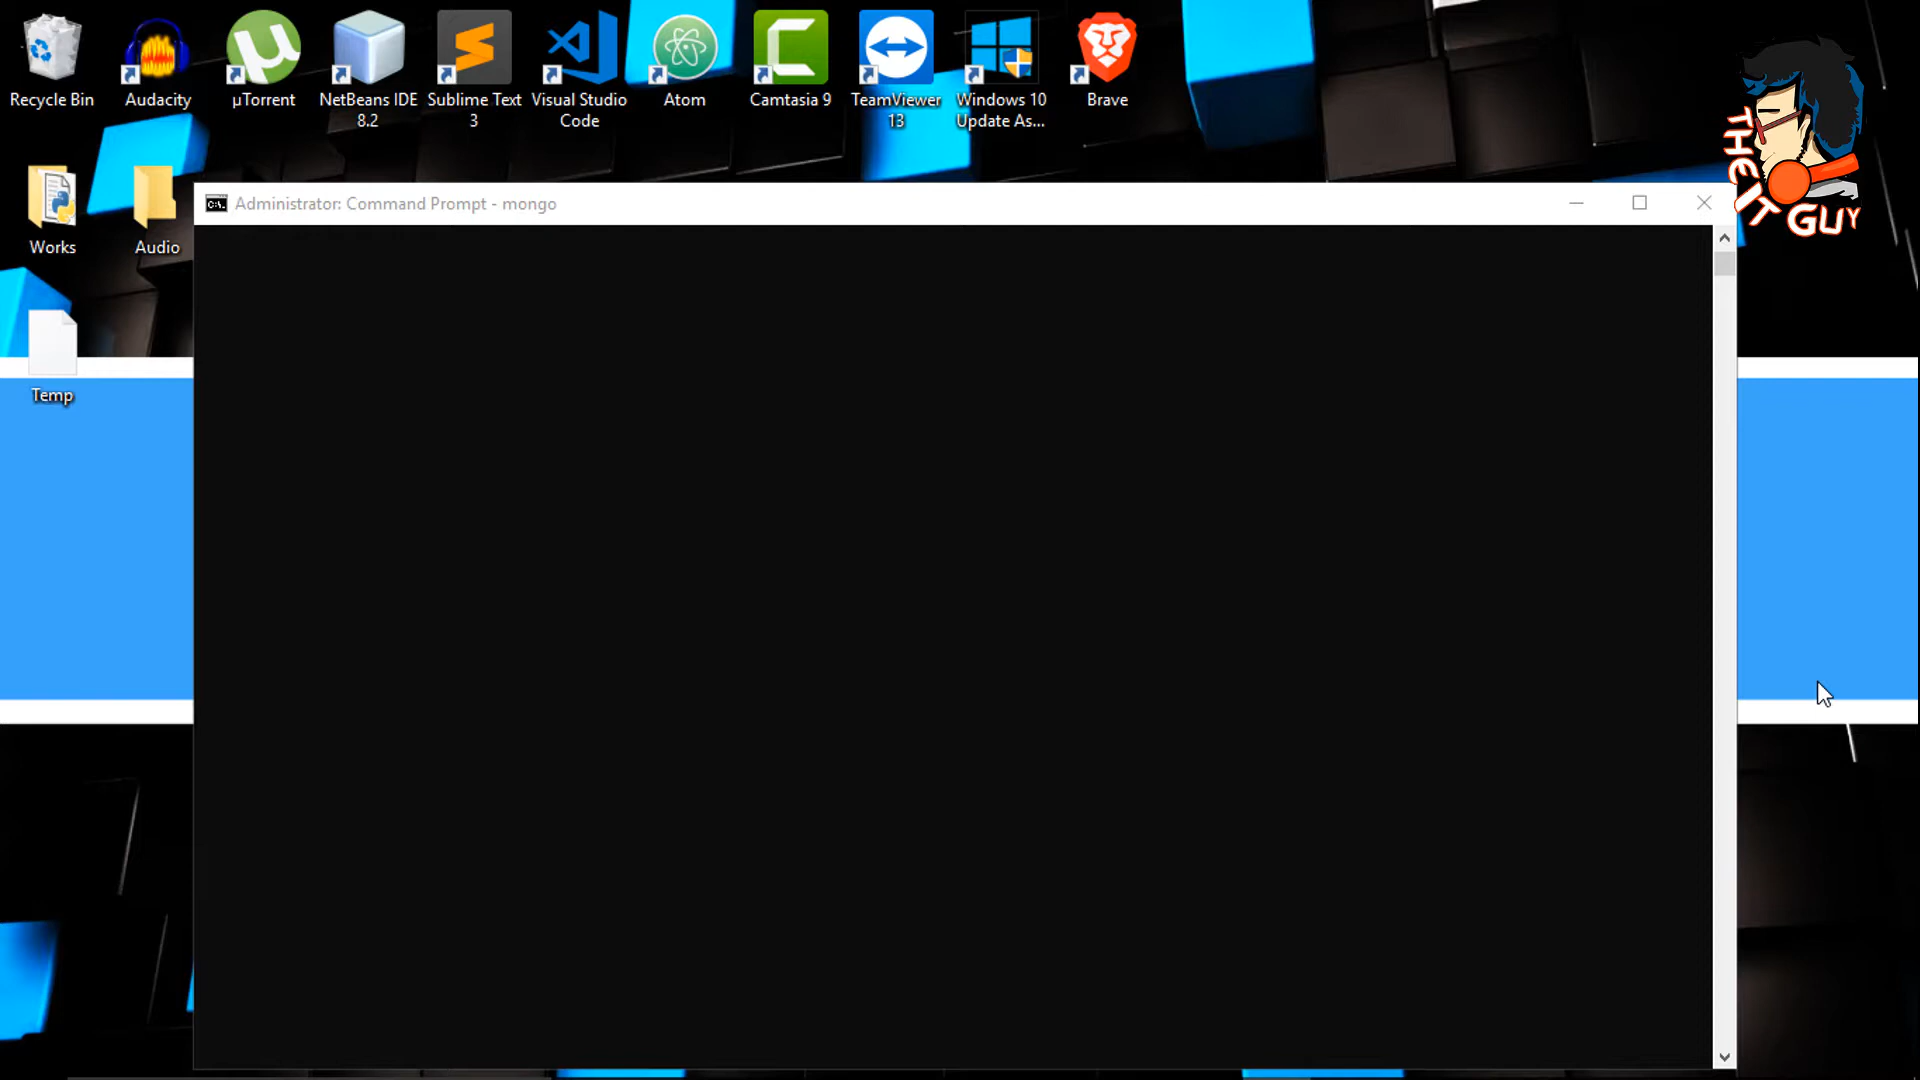 Recycle Bin
Audacity
µTorrent
NetBeans IDE
8.2
Sublime Text
3
Visual Studio
Code
Atom
Camtasia 9
TeamViewer
13
Windows 10
Update As...
Brave
THE IT GUY
Works
Audio
Administrator: Command Prompt - mongo
Temp